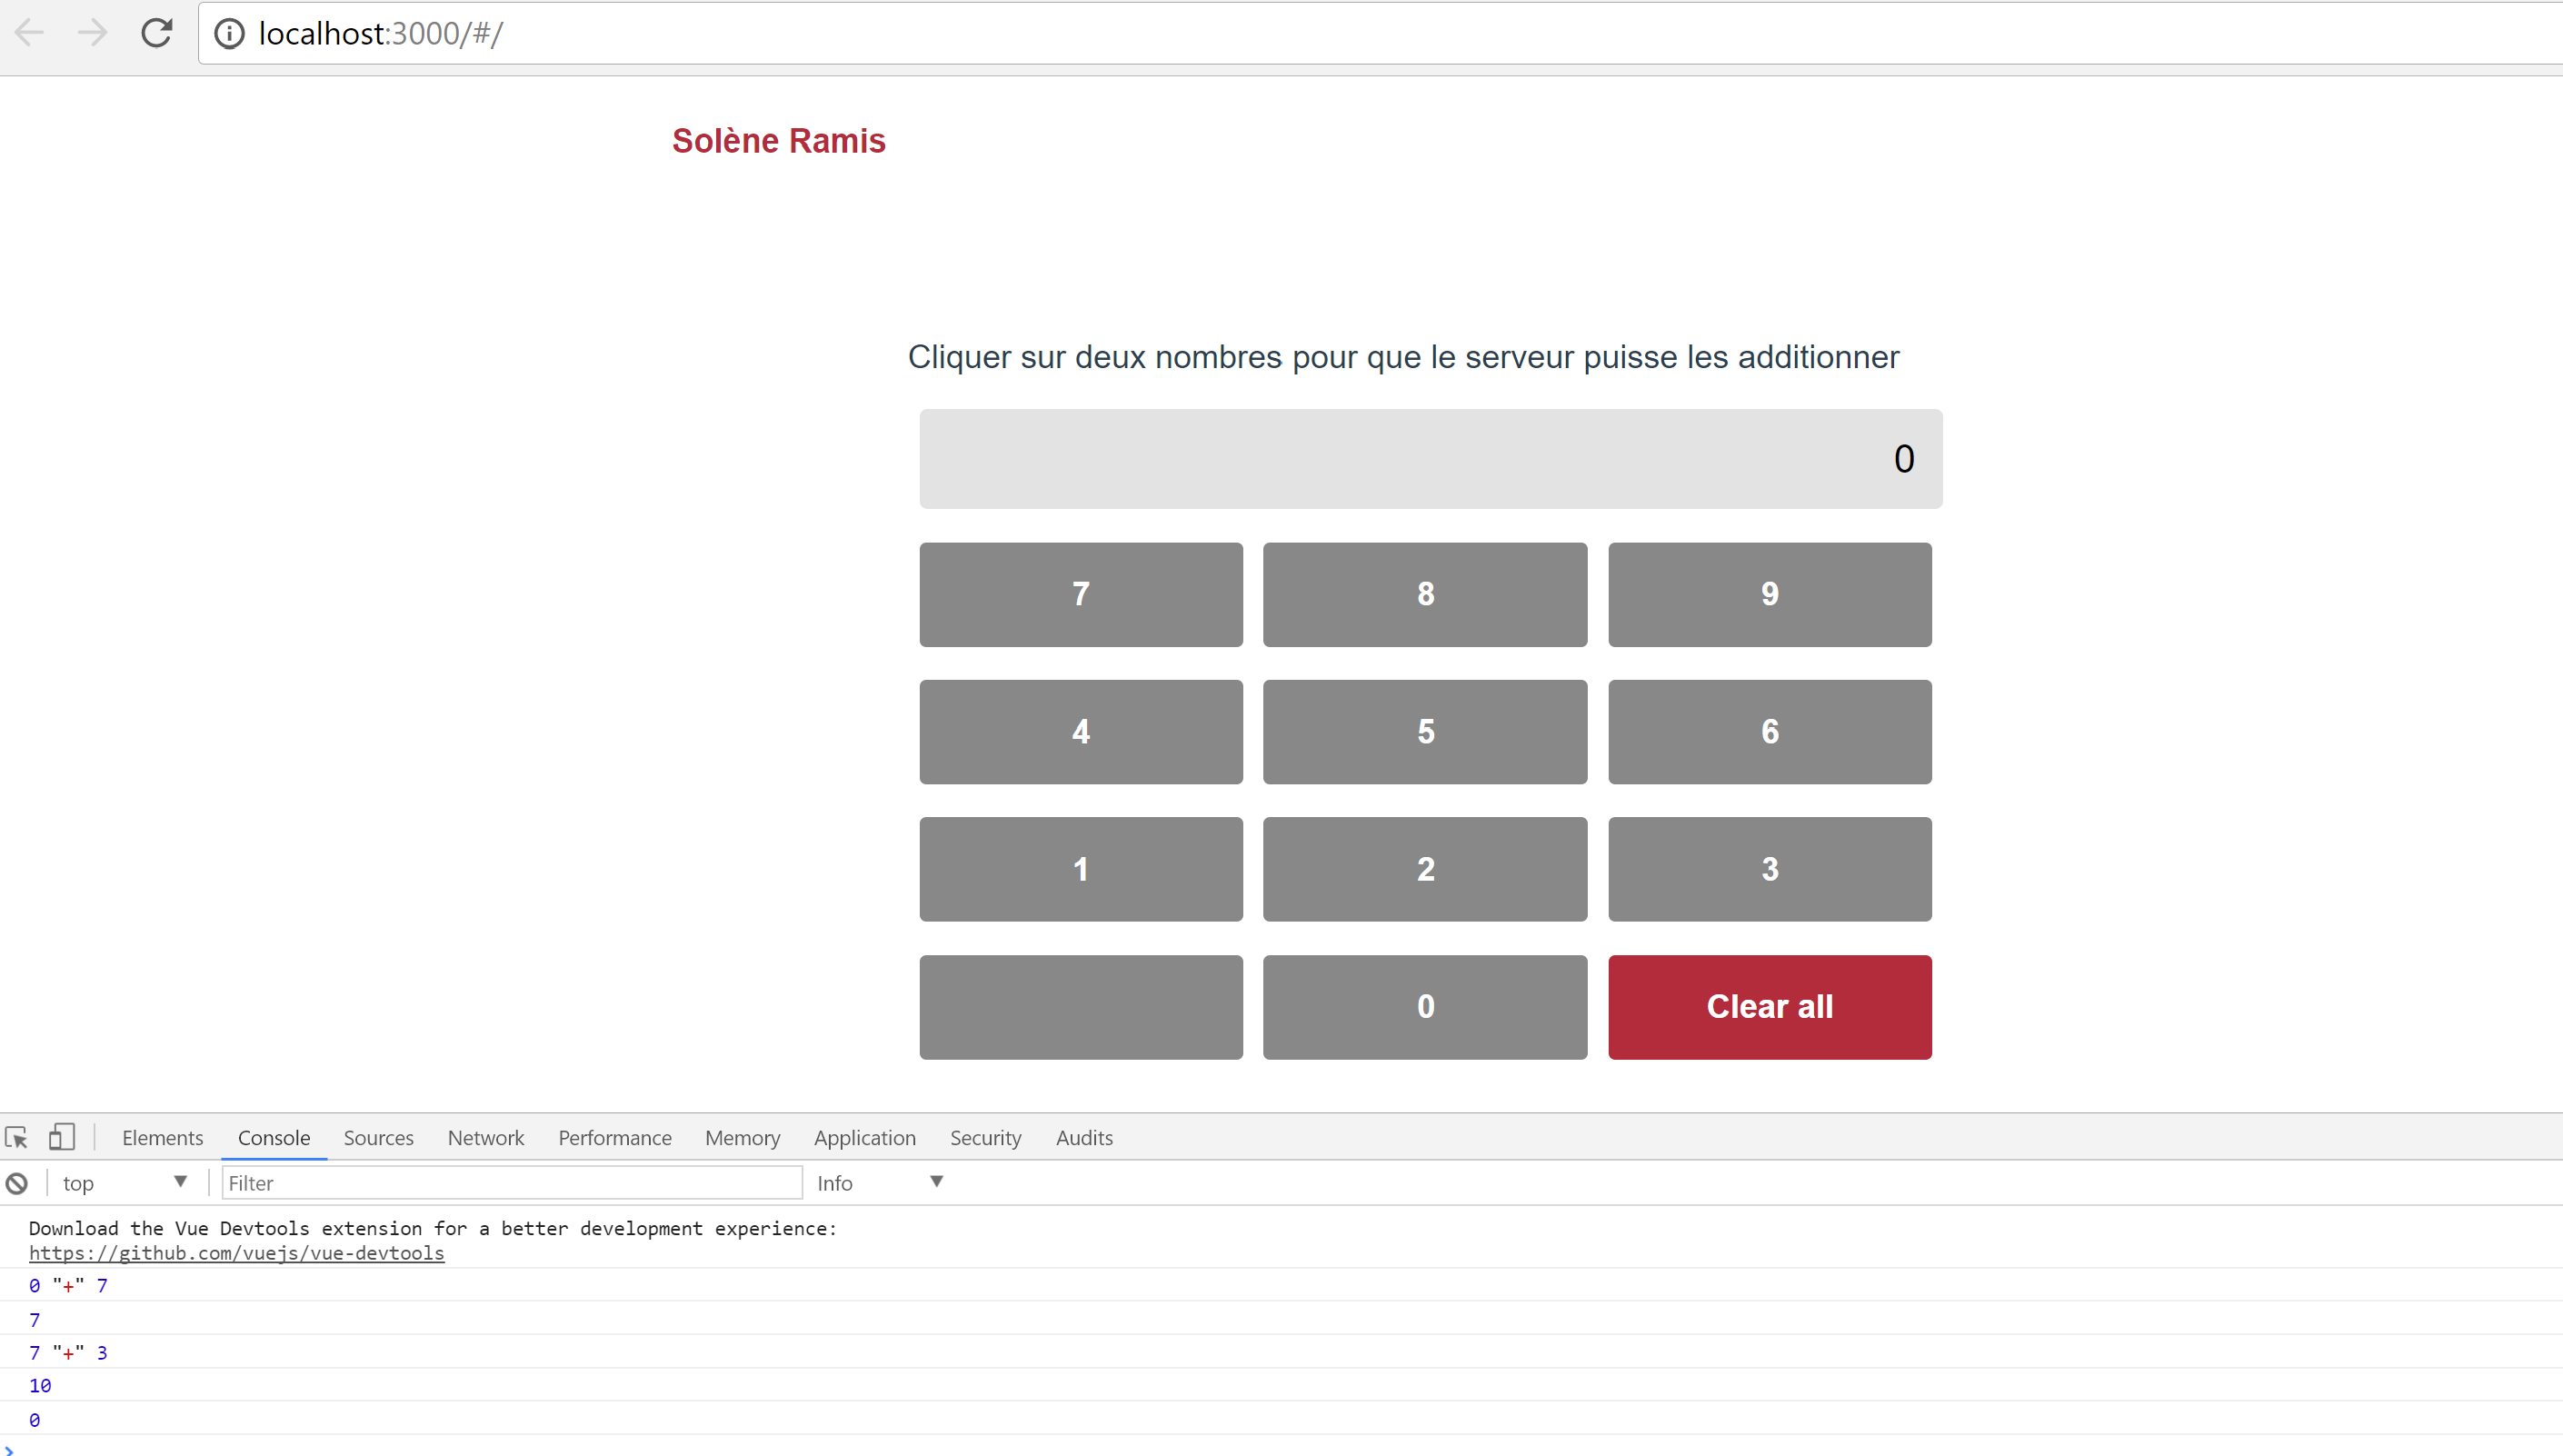 localhost:3000/#/
Solène Ramis
Cliquer sur deux nombres pour que le serveur puisse les additionner
0
7 8 9
4 5 6
1 2 3
0 Clear all
Elements Console Sources Network Performance Memory Application Security Audits
top Filter Info
Download the Vue Devtools extension for a better development experience:
https://github.com/vuejs/vue-devtools
0 "+" 7
7
7 "+" 3
10
0